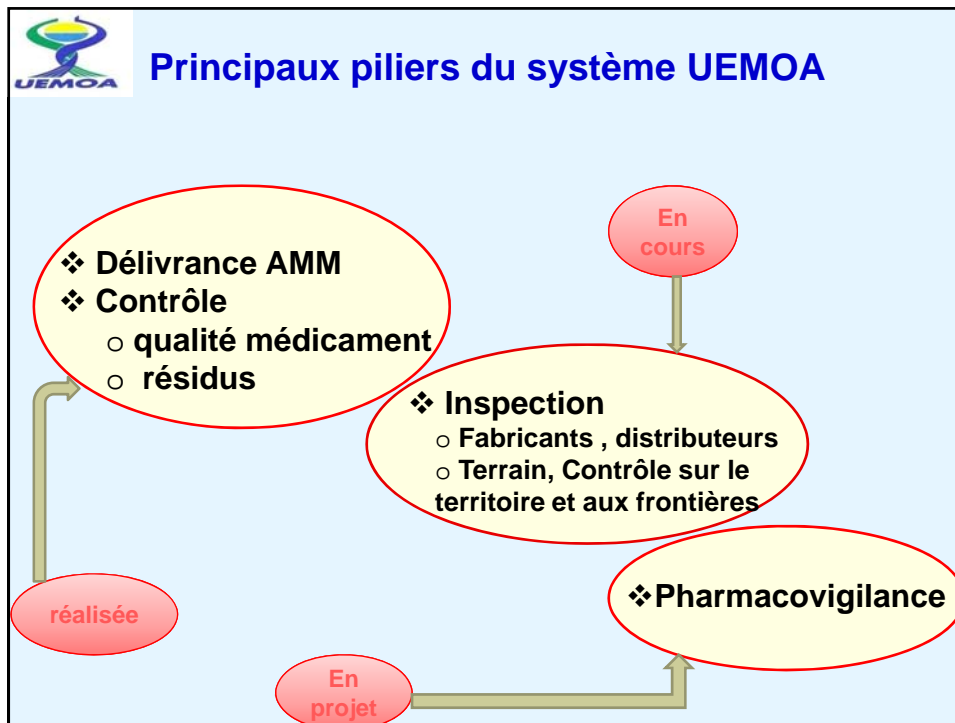 UEMOA
Principaux piliers du système UEMOA
❖ Délivrance AMM
❖ Contrôle
o qualité médicament
o résidus
En
cours
❖ Inspection
o Fabricants , distributeurs
o Terrain, Contrôle sur le
territoire et aux frontières
❖Pharmacovigilance
réalisée
En
projet